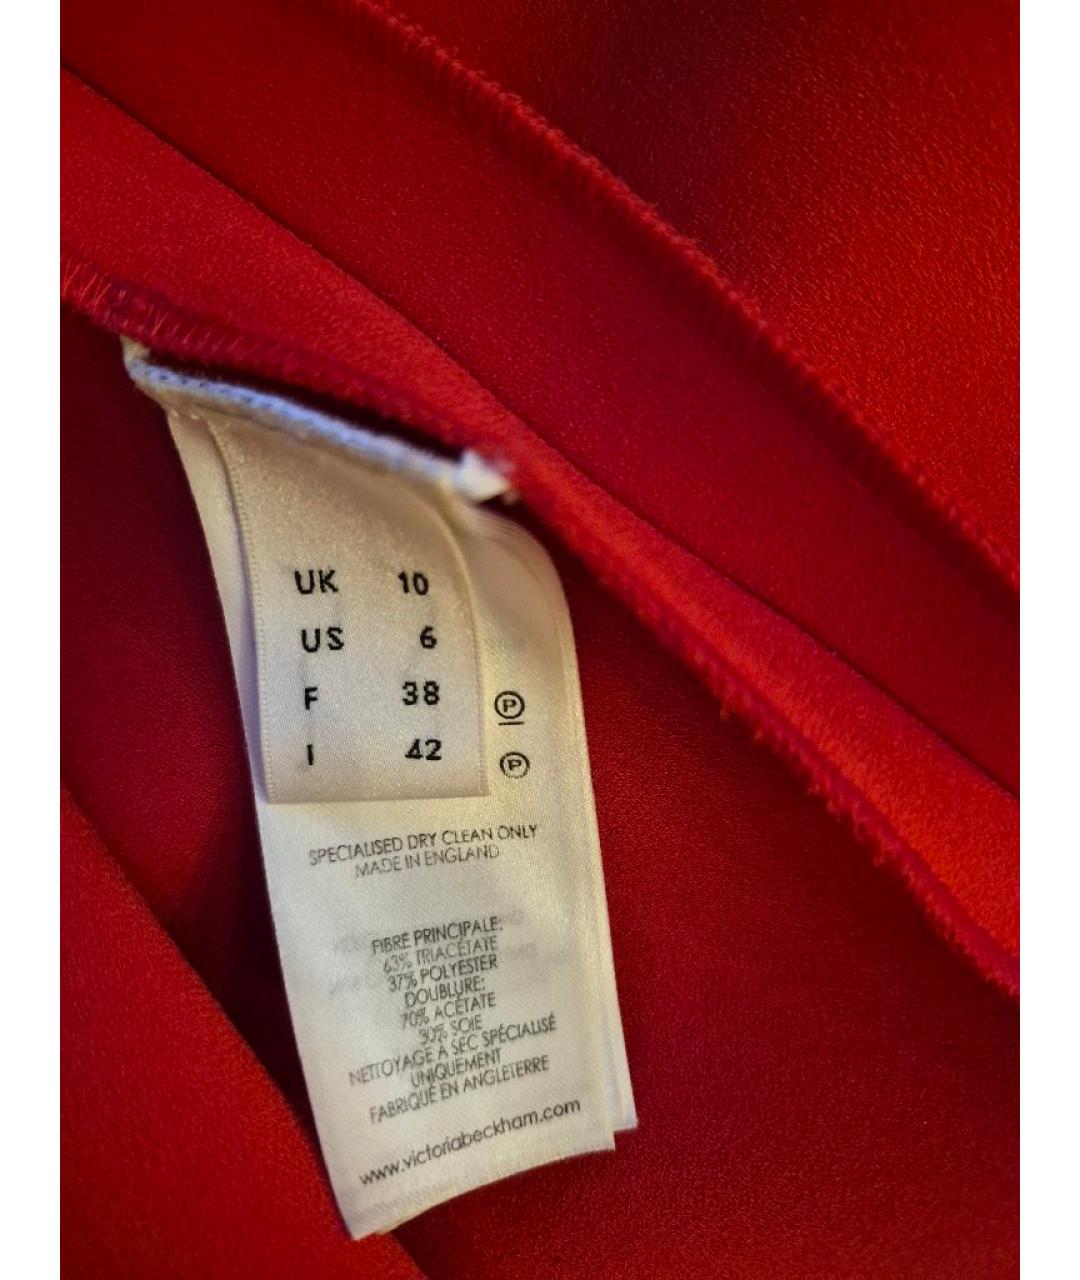 UK 10
US 6
F 38
I 42
P
P
SPECIALISED DRY CLEAN ONLY
MADE IN ENGLAND
FIBRE PRINCIPALE:
63% TRIACÉTATE
37% POLYESTER
DOUBLURE:
70% ACÉTATE
30% SOIE
NETTOYAGE À SEC SPÉCIALISÉ
UNIQUEMENT
FABRIQUÉ EN ANGLETERRE
www.victoriabeckham.com